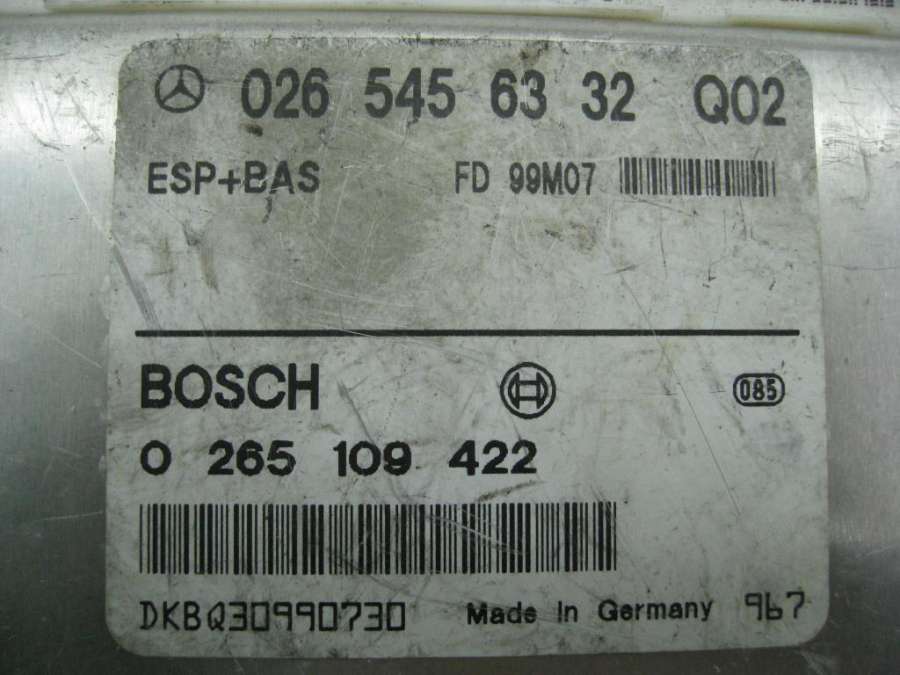 026 545 63 32 Q02
ESP+BAS FD 99M07
BOSCH 085
0 265 109 422
DKBQ30990730 Made In Germany 967